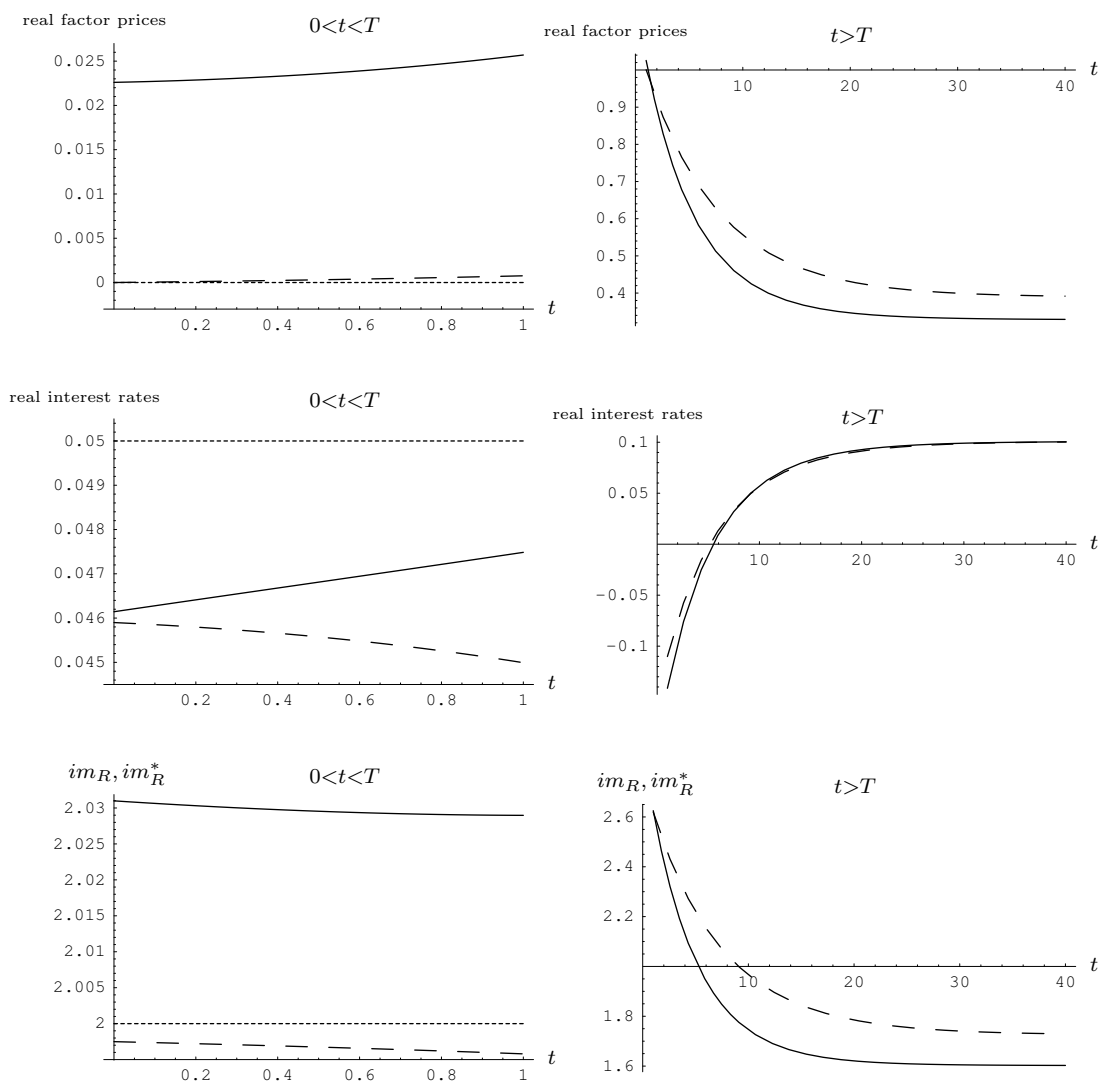 real factor prices
0<t<T
0.025
0.02
0.015
0.01
0.005
0
0.2 0.4 0.6 0.8 1
t
real factor prices
t>T
t
10 20 30 40
0.9
0.8
0.7
0.6
0.5
0.4
real interest rates
0<t<T
0.05
0.049
0.048
0.047
0.046
0.045
0.2 0.4 0.6 0.8 1
t
real interest rates
t>T
0.1
0.05
t
10 20 30 40
-0.05
-0.1
im_R, im*_R
0<t<T
2.03
2.025
2.02
2.015
2.01
2.005
2
0.2 0.4 0.6 0.8 1
t
im_R, im*_R
t>T
2.6
2.4
2.2
t
10 20 30 40
1.8
1.6